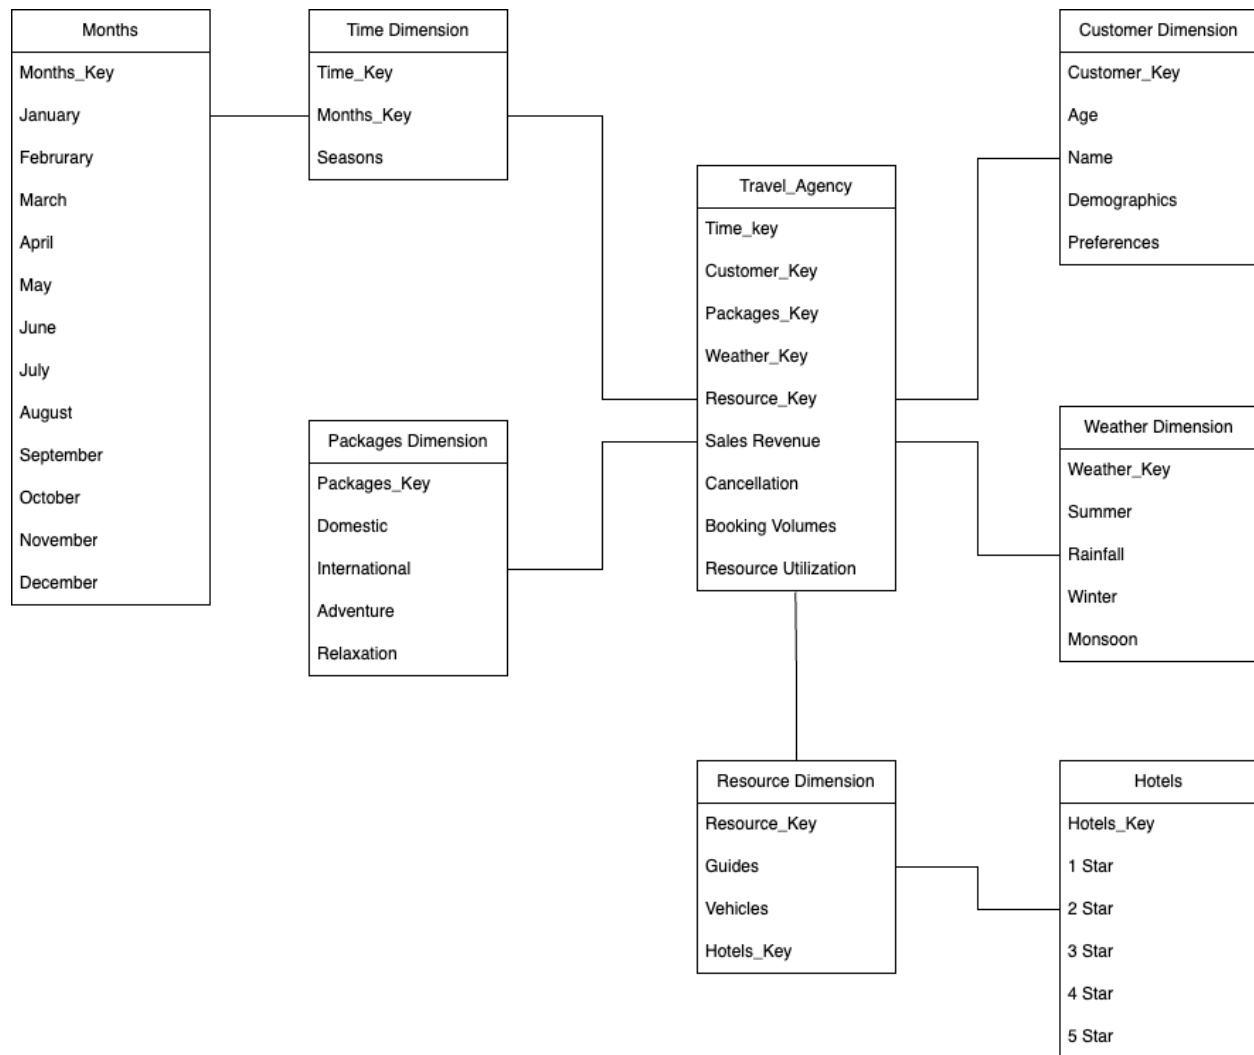 Months
Months_Key
January
Februrary
March
April
May
June
July
August
September
October
November
December
Time Dimension
Time_Key
Months_Key
Seasons
Packages Dimension
Packages_Key
Domestic
International
Adventure
Relaxation
Travel_Agency
Time_key
Customer_Key
Packages_Key
Weather_Key
Resource_Key
Sales Revenue
Cancellation
Booking Volumes
Resource Utilization
Customer Dimension
Customer_Key
Age
Name
Demographics
Preferences
Weather Dimension
Weather_Key
Summer
Rainfall
Winter
Monsoon
Resource Dimension
Resource_Key
Guides
Vehicles
Hotels_Key
Hotels
Hotels_Key
1 Star
2 Star
3 Star
4 Star
5 Star